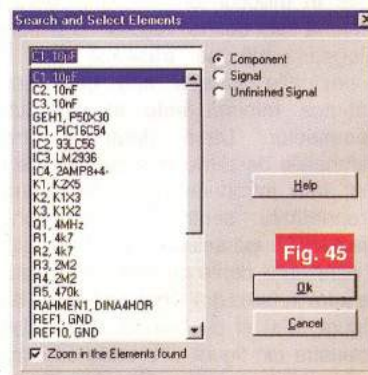 Search and Select Elements
C1, 10pF
Component
Signal
Unfinished Signal
C1, 10pF
C2, 10nF
C3, 10nF
GEH1, P50X30
IC1, PIC16C54
IC2, 93LC56
IC3, LM2936
IC4, 2AMP8+4-
K1, K2X5
K2, K1X3
K3, K1X2
Q1, 4MHz
R1, 4k7
R2, 4k7
R3, 2M2
R4, 2M2
R5, 470k
RAHMEN1, DINA4HOR
REF1, GND
REF10, GND
Help
Fig. 45
Ok
Cancel
Zoom in the Elements found